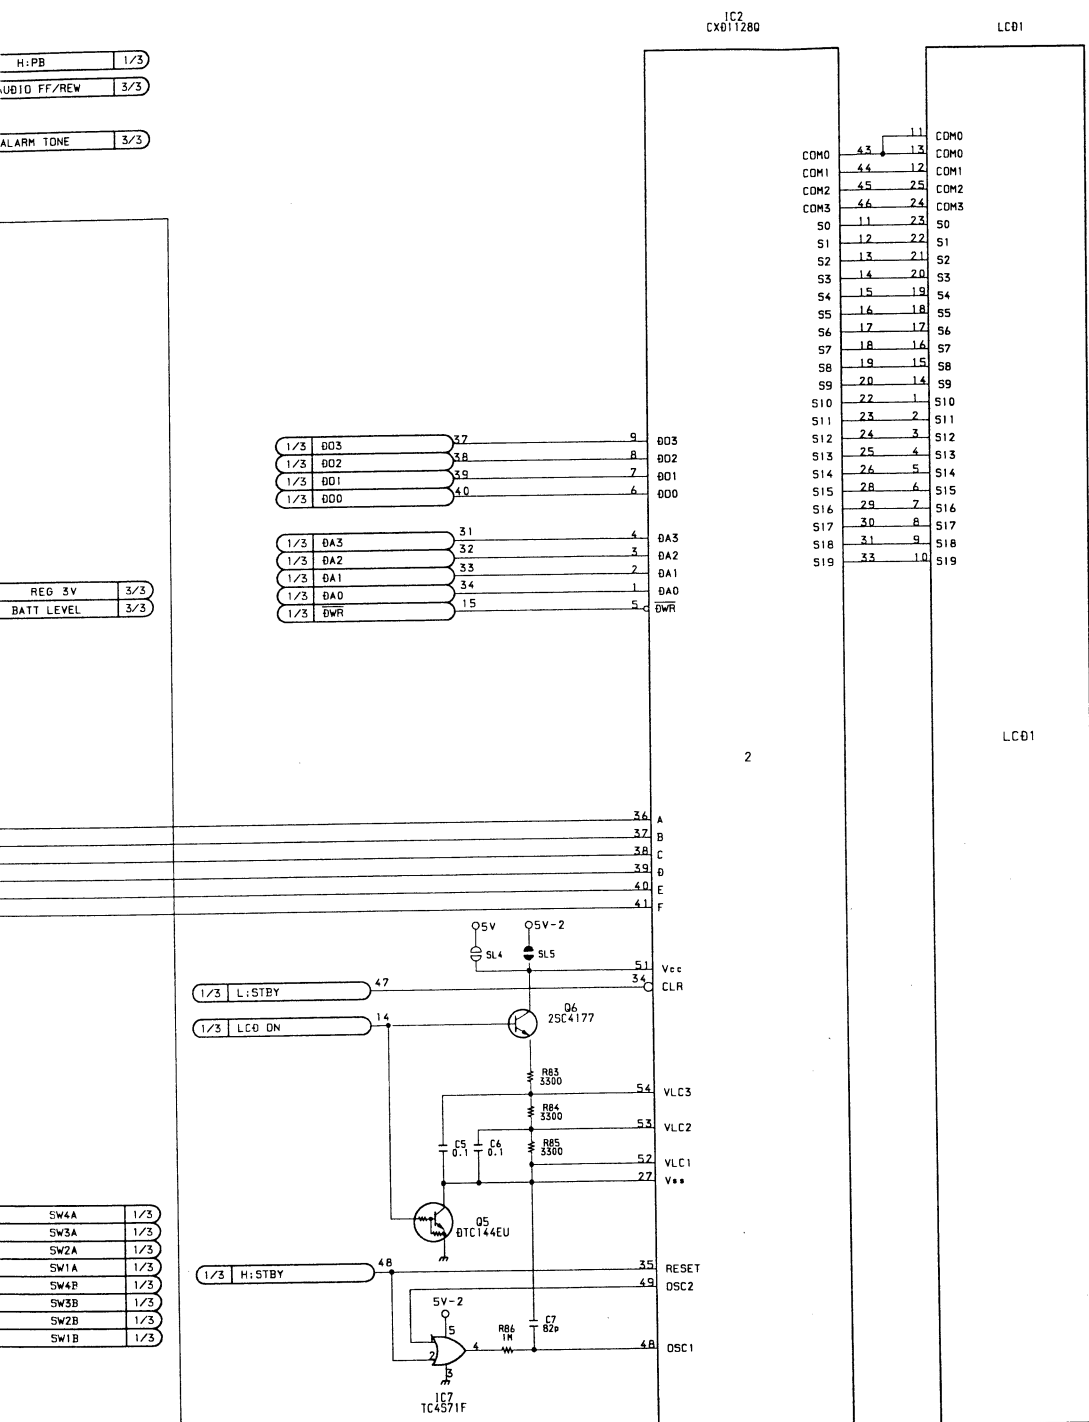 IC2
CXD1128Q
LCD1
H:PB 1/3
AUDIO FF/REW 3/3
ALARM TONE 3/3
11 COM0
COM0 43 13 COM0
COM1 44 12 COM1
COM2 45 25 COM2
COM3 46 24 COM3
S0 11 23 S0
S1 12 22 S1
S2 13 21 S2
S3 14 20 S3
S4 15 19 S4
S5 16 18 S5
S6 17 17 S6
S7 18 16 S7
S8 19 15 S8
S9 20 14 S9
S10 22 1 S10
S11 23 2 S11
S12 24 3 S12
S13 25 4 S13
S14 26 5 S14
S15 28 6 S15
S16 29 7 S16
S17 30 8 S17
S18 31 9 S18
S19 33 10 S19
1/3 DO3 37 9 DO3
1/3 DO2 38 8 DO2
1/3 DO1 39 7 DO1
1/3 DO0 40 6 DO0
1/3 DA3 31 4 DA3
1/3 DA2 32 3 DA2
1/3 DA1 33 2 DA1
1/3 DA0 34 1 DA0
1/3 DWR 15 5 DWR
REG 3V 3/3
BATT LEVEL 3/3
LCD1
2
36 A
37 B
38 C
39 D
40 E
41 F
5V 5V-2
SL4 SL5
51 Vcc
1/3 L:STBY 47 34 CLR
1/3 LCD ON 14
Q6
2SC4177
R83
3300
54 VLC3
R84
3300
53 VLC2
C5
0.1
C6
0.1
R85
3300
52 VLC1
27 Vss
Q5
DTC144EU
SW4A 1/3
SW3A 1/3
SW2A 1/3
SW1A 1/3
SW4B 1/3
SW3B 1/3
SW2B 1/3
SW1B 1/3
1/3 H:STBY 48 35 RESET
49 OSC2
5V-2
5
1
2
3
4
R86
1M
C7
82p
48 OSC1
IC7
TC4S71F